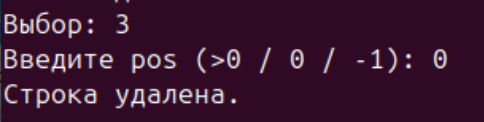 Выбор: 3
Введите pos (>0 / 0 / -1): 0
Строка удалена.